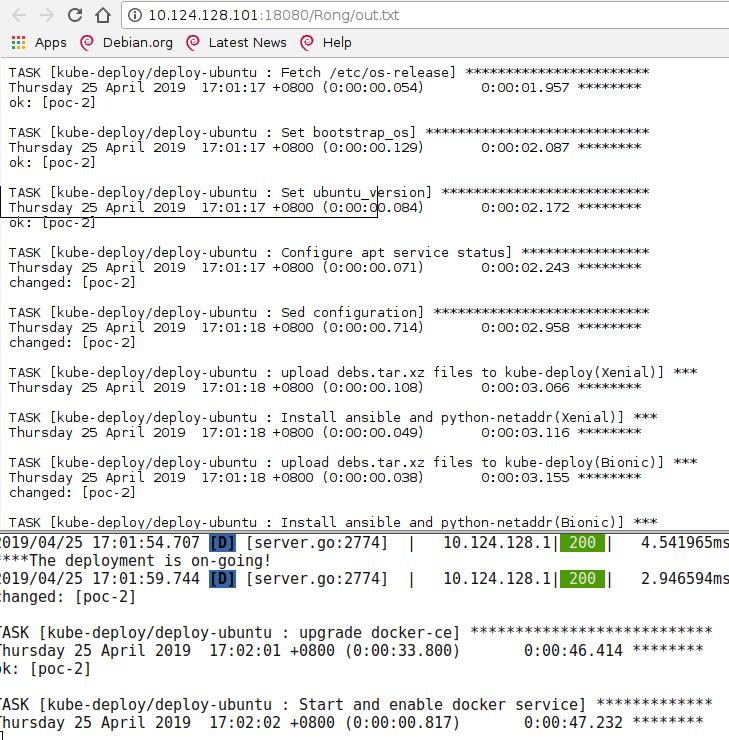 10.124.128.101:18080/Rong/out.txt
Apps Debian.org Latest News Help
TASK [kube-deploy/deploy-ubuntu : Fetch /etc/os-release] ***********************
Thursday 25 April 2019  17:01:17 +0800 (0:00:00.054)       0:00:01.957 ********
ok: [poc-2]
TASK [kube-deploy/deploy-ubuntu : Set bootstrap_os] ****************************
Thursday 25 April 2019  17:01:17 +0800 (0:00:00.129)       0:00:02.087 ********
ok: [poc-2]
TASK [kube-deploy/deploy-ubuntu : Set ubuntu_version] **************************
Thursday 25 April 2019  17:01:17 +0800 (0:00:00.084)       0:00:02.172 ********
ok: [poc-2]
TASK [kube-deploy/deploy-ubuntu : Configure apt service status] ****************
Thursday 25 April 2019  17:01:17 +0800 (0:00:00.071)       0:00:02.243 ********
changed: [poc-2]
TASK [kube-deploy/deploy-ubuntu : Sed configuration] ***************************
Thursday 25 April 2019  17:01:18 +0800 (0:00:00.714)       0:00:02.958 ********
changed: [poc-2]
TASK [kube-deploy/deploy-ubuntu : upload debs.tar.xz files to kube-deploy(Xenial)] ***
Thursday 25 April 2019  17:01:18 +0800 (0:00:00.108)       0:00:03.066 ********
TASK [kube-deploy/deploy-ubuntu : Install ansible and python-netaddr(Xenial)] ***
Thursday 25 April 2019  17:01:18 +0800 (0:00:00.049)       0:00:03.116 ********
TASK [kube-deploy/deploy-ubuntu : upload debs.tar.xz files to kube-deploy(Bionic)] ***
Thursday 25 April 2019  17:01:18 +0800 (0:00:00.038)       0:00:03.155 ********
changed: [poc-2]
TASK [kube-deploy/deploy-ubuntu : Install ansible and python-netaddr(Bionic)] ***
2019/04/25 17:01:54.707 [D] [server.go:2774]  |   10.124.128.1| 200 |   4.541965ms
****The deployment is on-going!
2019/04/25 17:01:59.744 [D] [server.go:2774]  |   10.124.128.1| 200 |   2.946594ms
changed: [poc-2]
TASK [kube-deploy/deploy-ubuntu : upgrade docker-ce] ***************************
Thursday 25 April 2019  17:02:01 +0800 (0:00:33.800)       0:00:46.414 ********
ok: [poc-2]
TASK [kube-deploy/deploy-ubuntu : Start and enable docker service] *************
Thursday 25 April 2019  17:02:02 +0800 (0:00:00.817)       0:00:47.232 ********